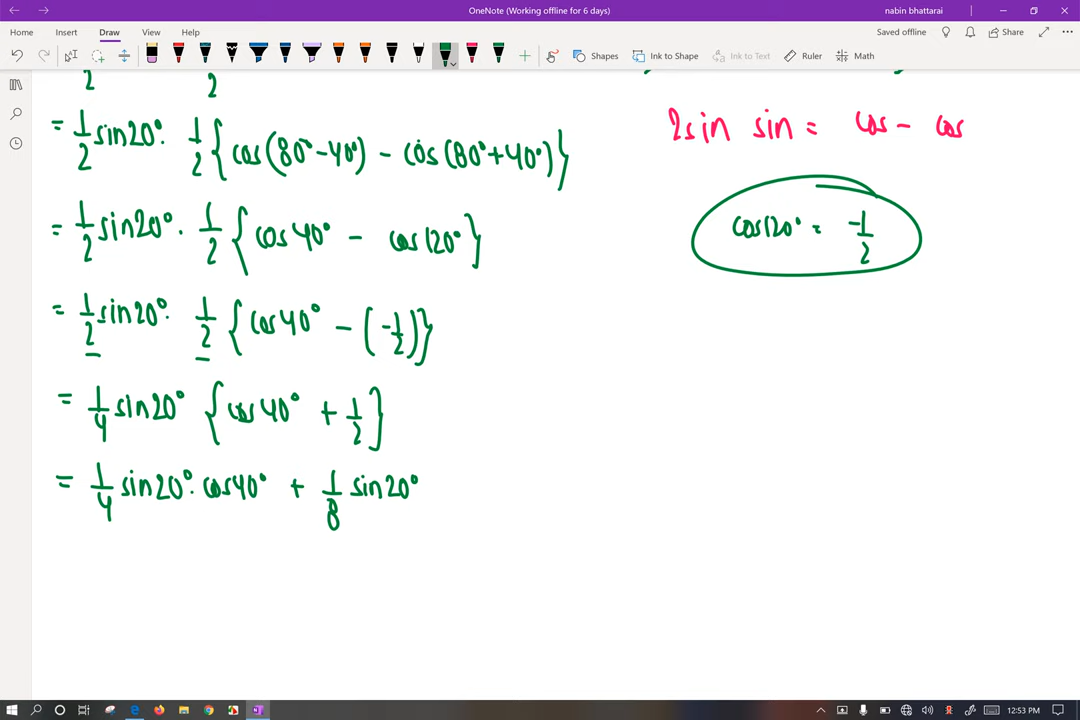 OneNote (Working offline for 6 days)
nabin bhattarai
Home Insert Draw View Help
Saved offline Share
Shapes Ink to Shape Ink to Text Ruler Math
2 2
= 1/2 sin20°. 1/2 {cos(80°-40°) - cos(80°+40°)}
2sin sin = cos - cos
= 1/2 sin20°. 1/2 {cos40° - cos120°}
cos120° = -1/2
= 1/2 sin20°. 1/2 {cos40° - (-1/2)}
= 1/4 sin20° {cos40° + 1/2}
= 1/4 sin20°. cos40° + 1/8 sin20°
12:53 PM